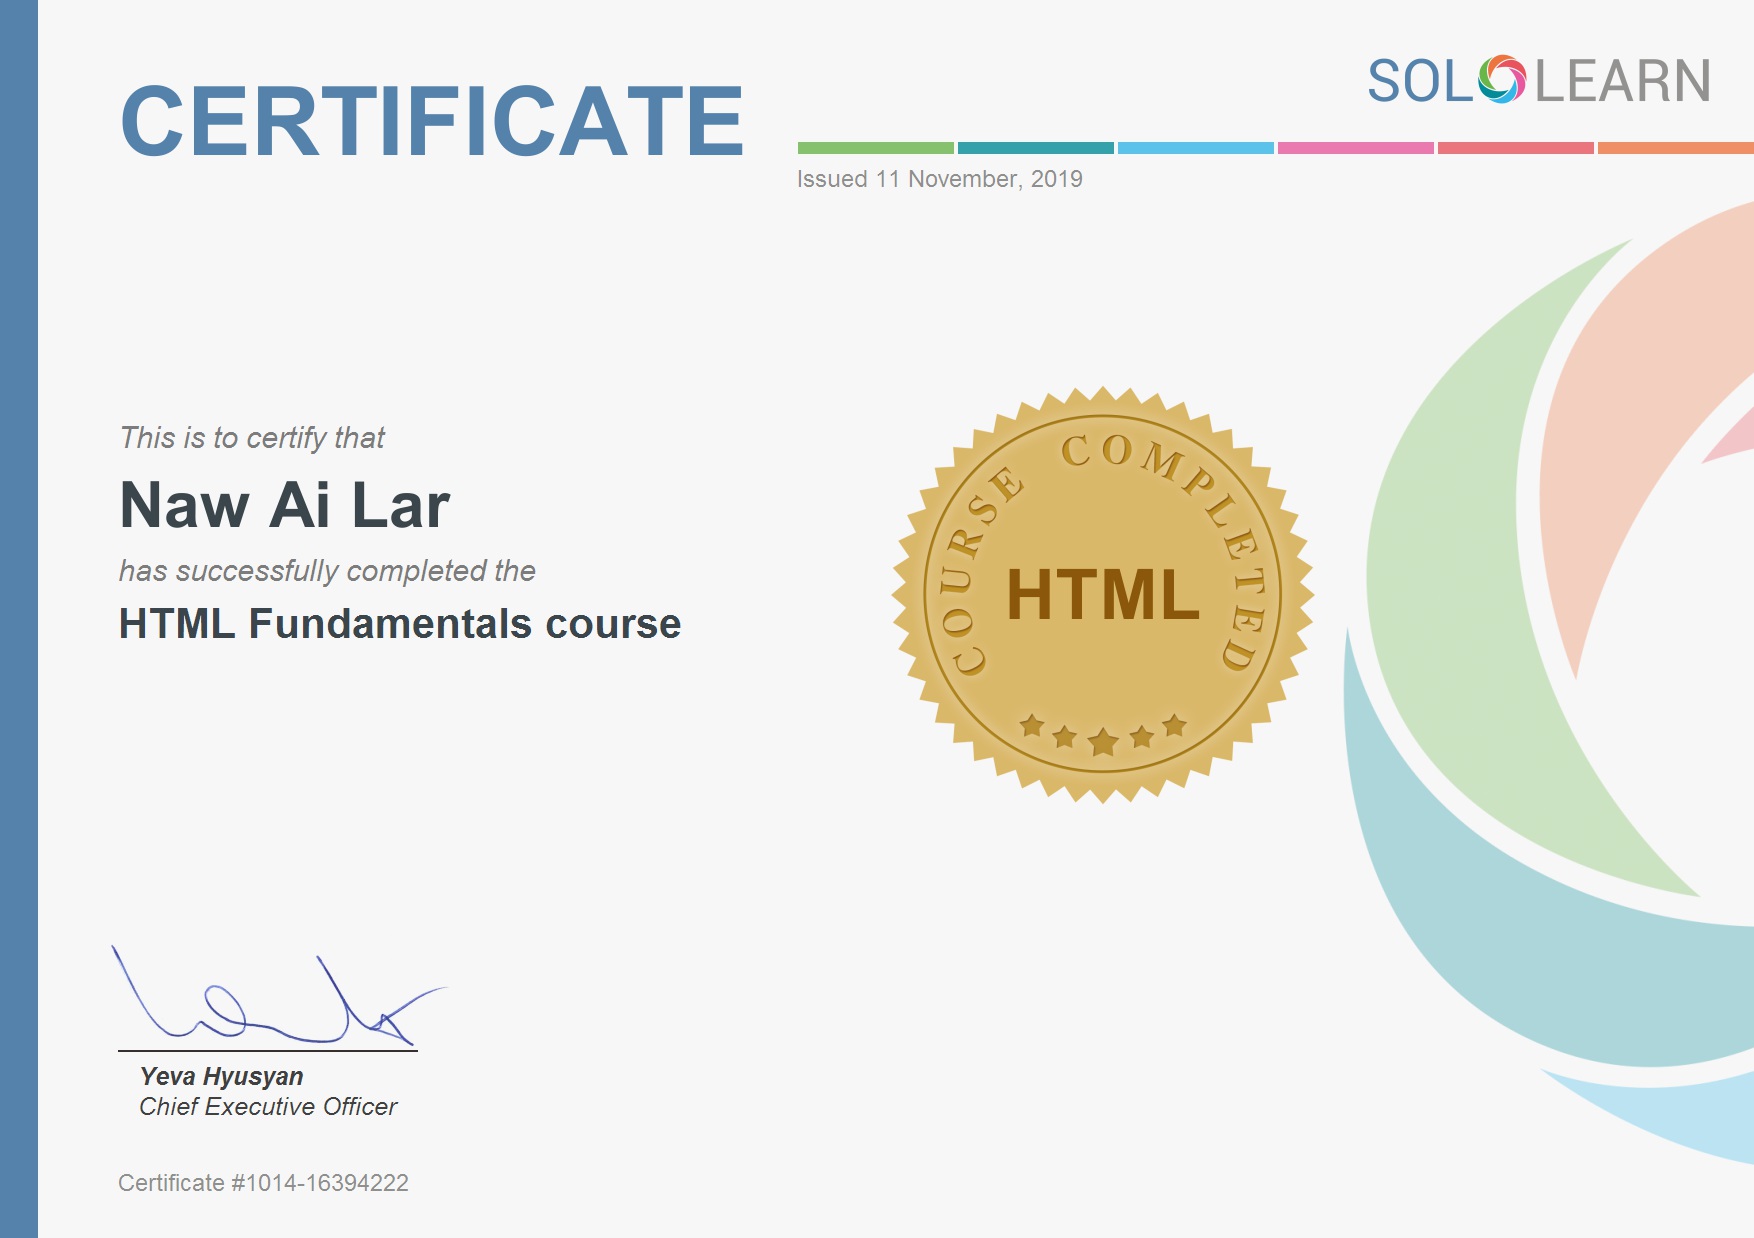 CERTIFICATE
SOLOLEARN
Issued 11 November, 2019
This is to certify that
Naw Ai Lar
has successfully completed the
HTML Fundamentals course
COURSE COMPLETED
HTML
Yeva Hyusyan
Chief Executive Officer
Certificate #1014-16394222